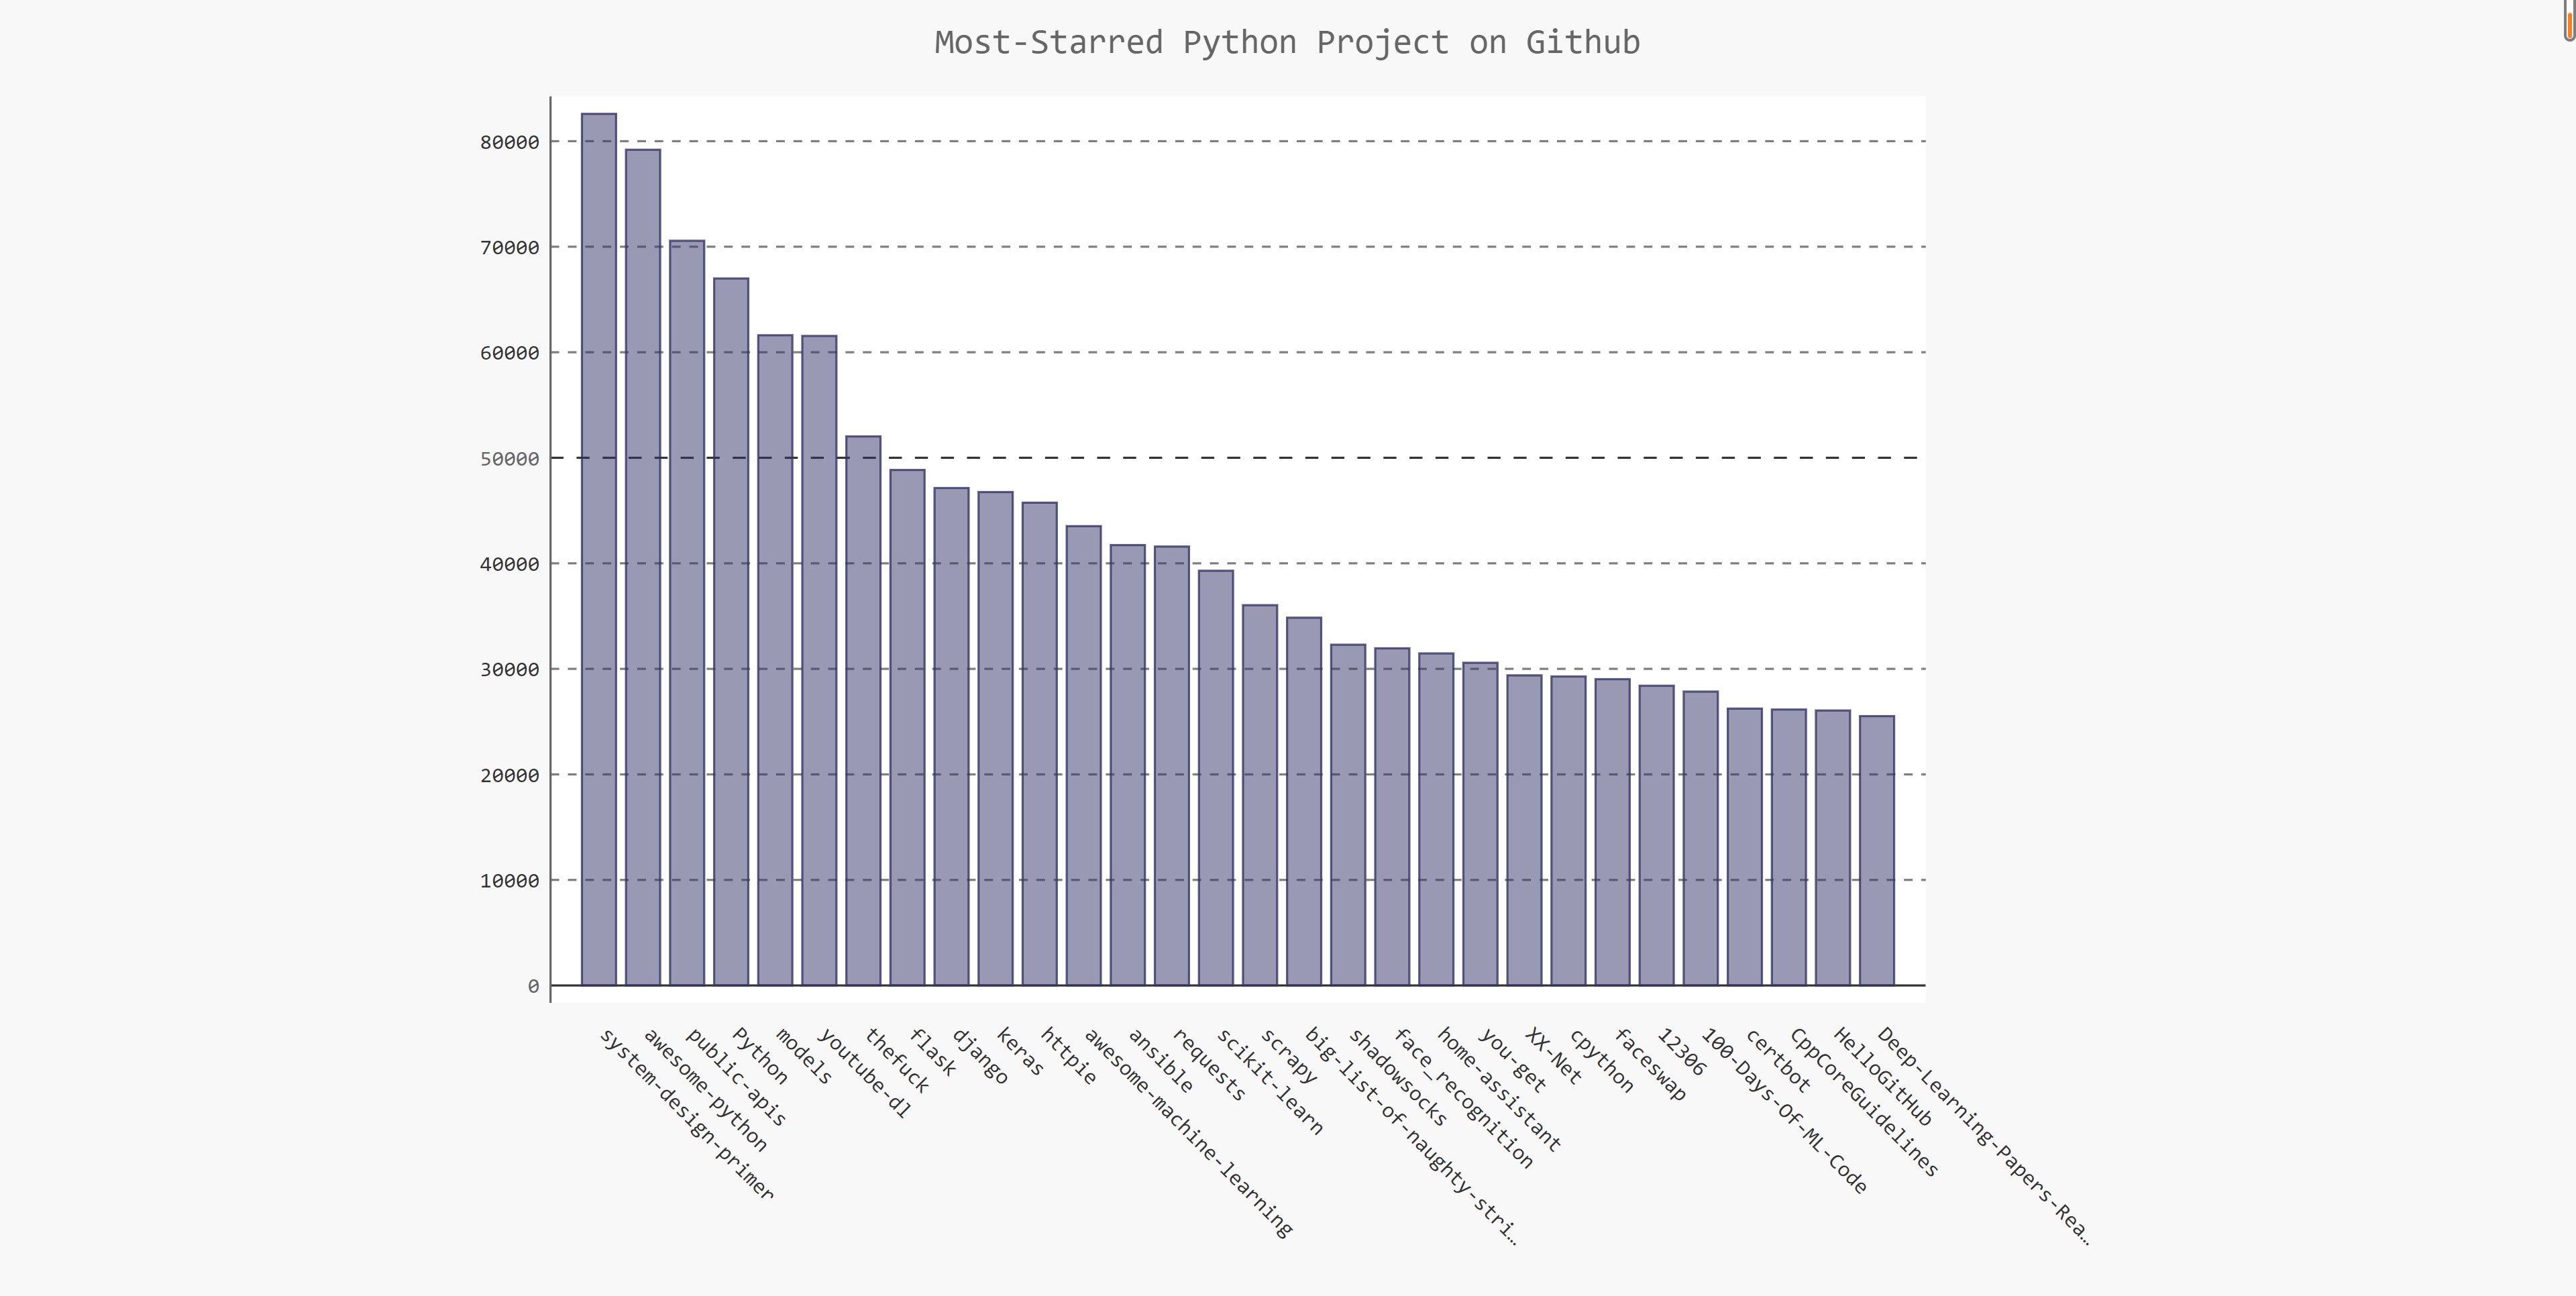 Most-Starred Python Project on Github
80000
70000
60000
50000
40000
30000
20000
10000
0
system-design-primer
awesome-python
public-apis
Python
models
youtube-dl
thefuck
flask
django
keras
httpie
awesome-machine-learning
ansible
requests
scikit-learn
scrapy
big-list-of-naughty-stri…
shadowsocks
face_recognition
home-assistant
you-get
XX-Net
cpython
faceswap
12306
100-Days-Of-ML-Code
certbot
CppCoreGuidelines
HelloGitHub
Deep-Learning-Papers-Rea…